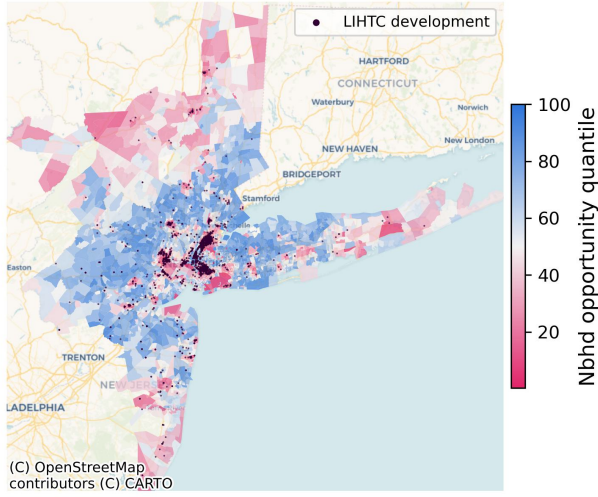 LIHTC development
HARTFORD
CONNECTICUT
Waterbury
Norwich
NEW HAVEN
New London
BRIDGEPORT
Stamford
Easton
TRENTON
NEW JERS
LADELPHIA
(C) OpenStreetMap
contributors (C) CARTO
100
80
60
40
20
Nbhd opportunity quantile